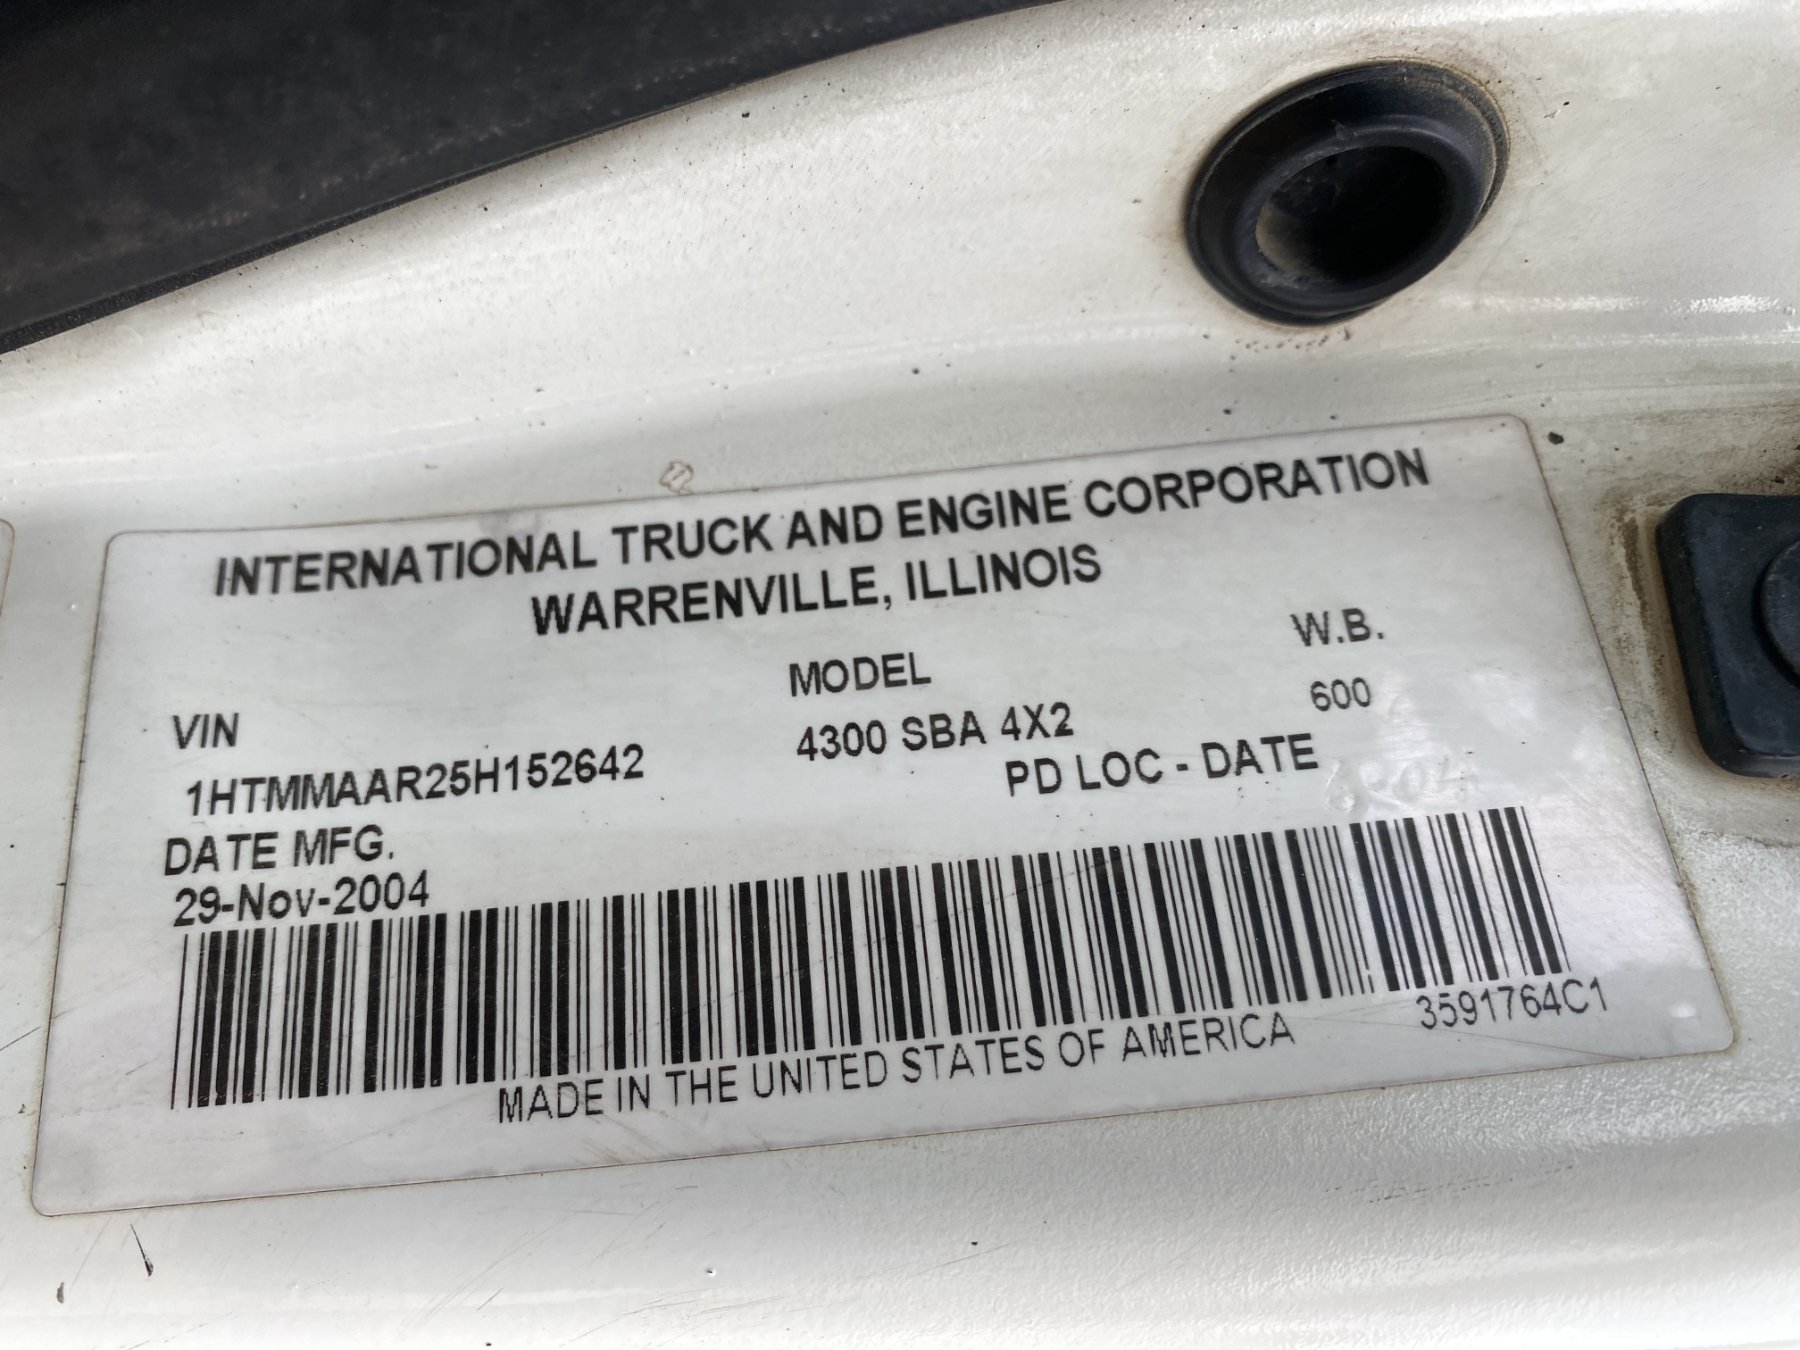 INTERNATIONAL TRUCK AND ENGINE CORPORATION
WARRENVILLE, ILLINOIS
VIN MODEL W.B.
1HTMMAAR25H152642 4300 SBA 4X2 600
DATE MFG. PD LOC - DATE
29-Nov-2004
3591764C1
MADE IN THE UNITED STATES OF AMERICA